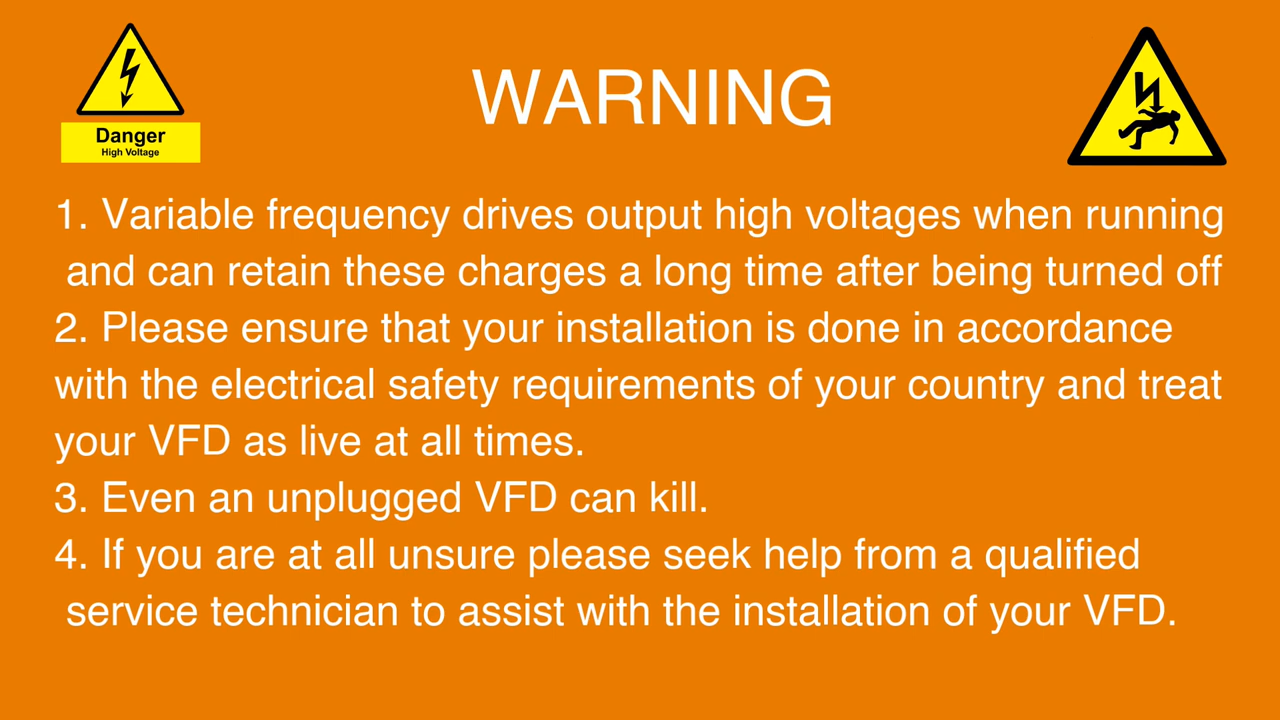 WARNING
Danger
High Voltage
1. Variable frequency drives output high voltages when running
and can retain these charges a long time after being turned off
2. Please ensure that your installation is done in accordance
with the electrical safety requirements of your country and treat
your VFD as live at all times.
3. Even an unplugged VFD can kill.
4. If you are at all unsure please seek help from a qualified
service technician to assist with the installation of your VFD.